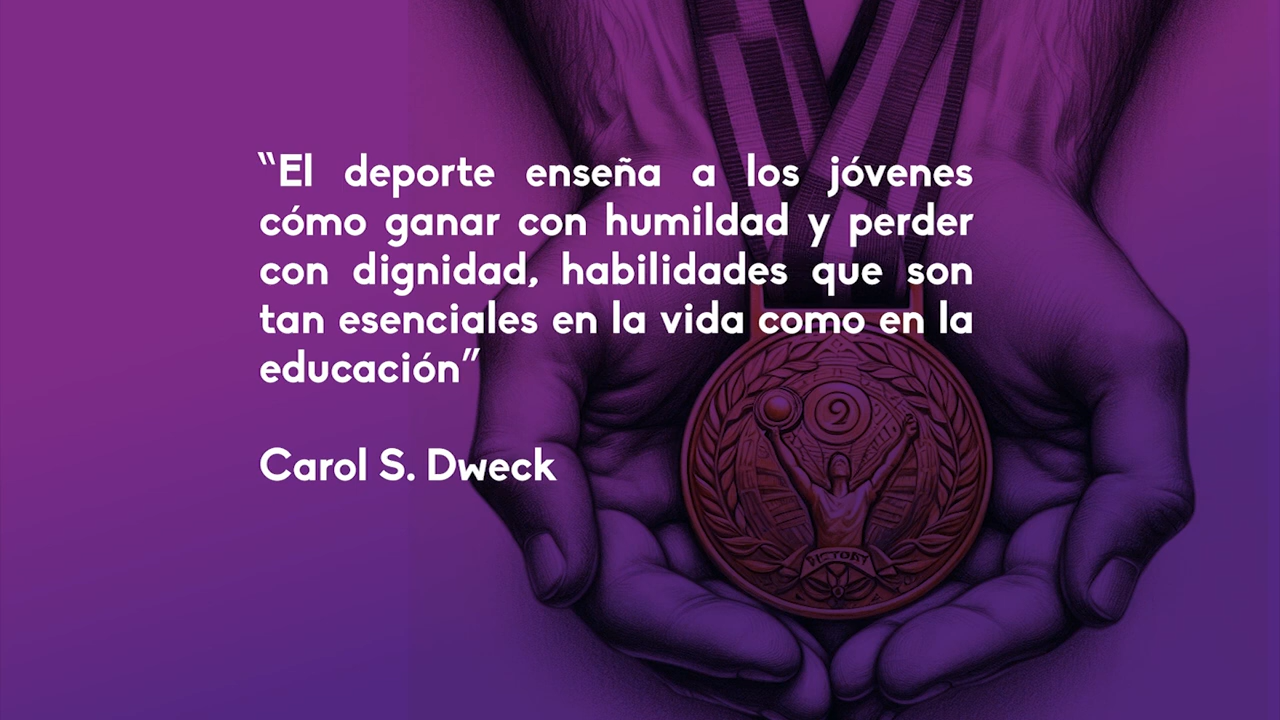 “El deporte enseña a los jóvenes
cómo ganar con humildad y perder
con dignidad, habilidades que son
tan esenciales en la vida como en la
educación”
Carol S. Dweck
9